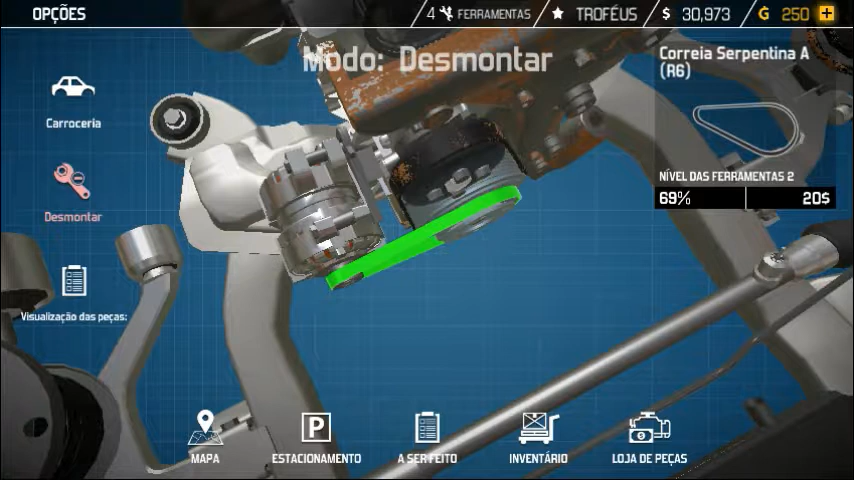 OPÇÕES
4 FERRAMENTAS
TROFÉUS
$ 30,973
G 250
Modo: Desmontar
Correia Serpentina A
(R6)
Carroceria
NÍVEL DAS FERRAMENTAS 2
69% 20$
Desmontar
Visualização das peças:
MAPA
P
ESTACIONAMENTO
A SER FEITO
INVENTÁRIO
LOJA DE PEÇAS